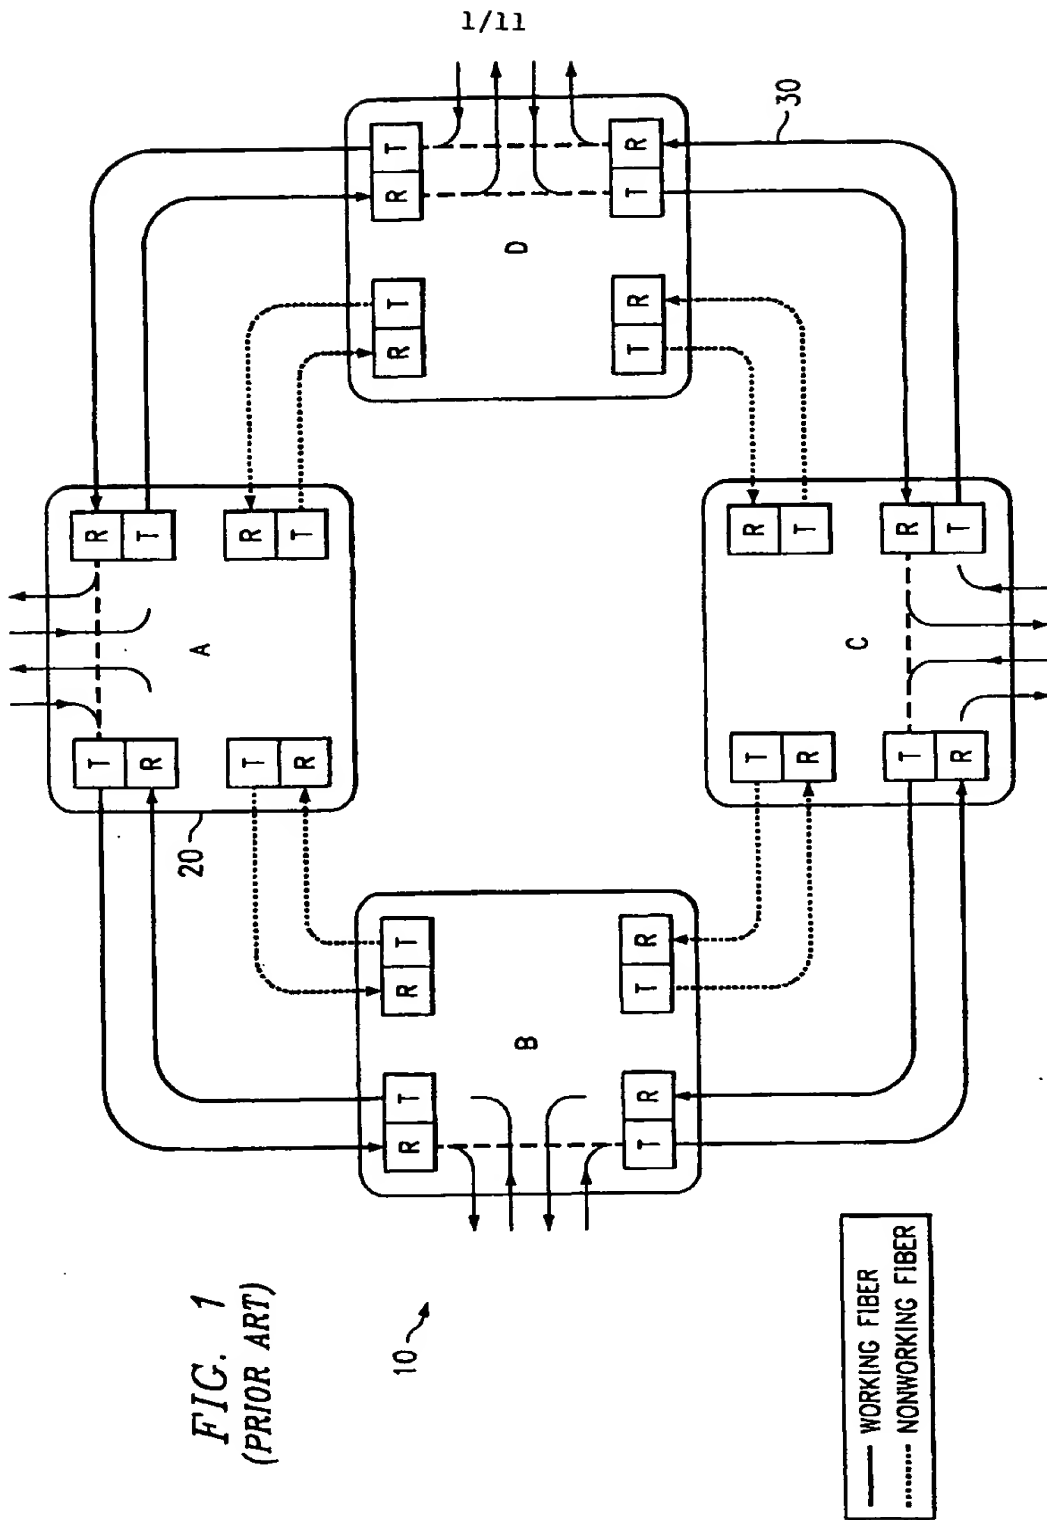 1/11
FIG. 1
(PRIOR ART)
10
20
T
R
R
T
A
T
R
R
T
R T
R T
R T
R T
B
D
T R
T R
T R
T R
30
T
R
R
T
C
T
R
R
T
WORKING FIBER
NONWORKING FIBER